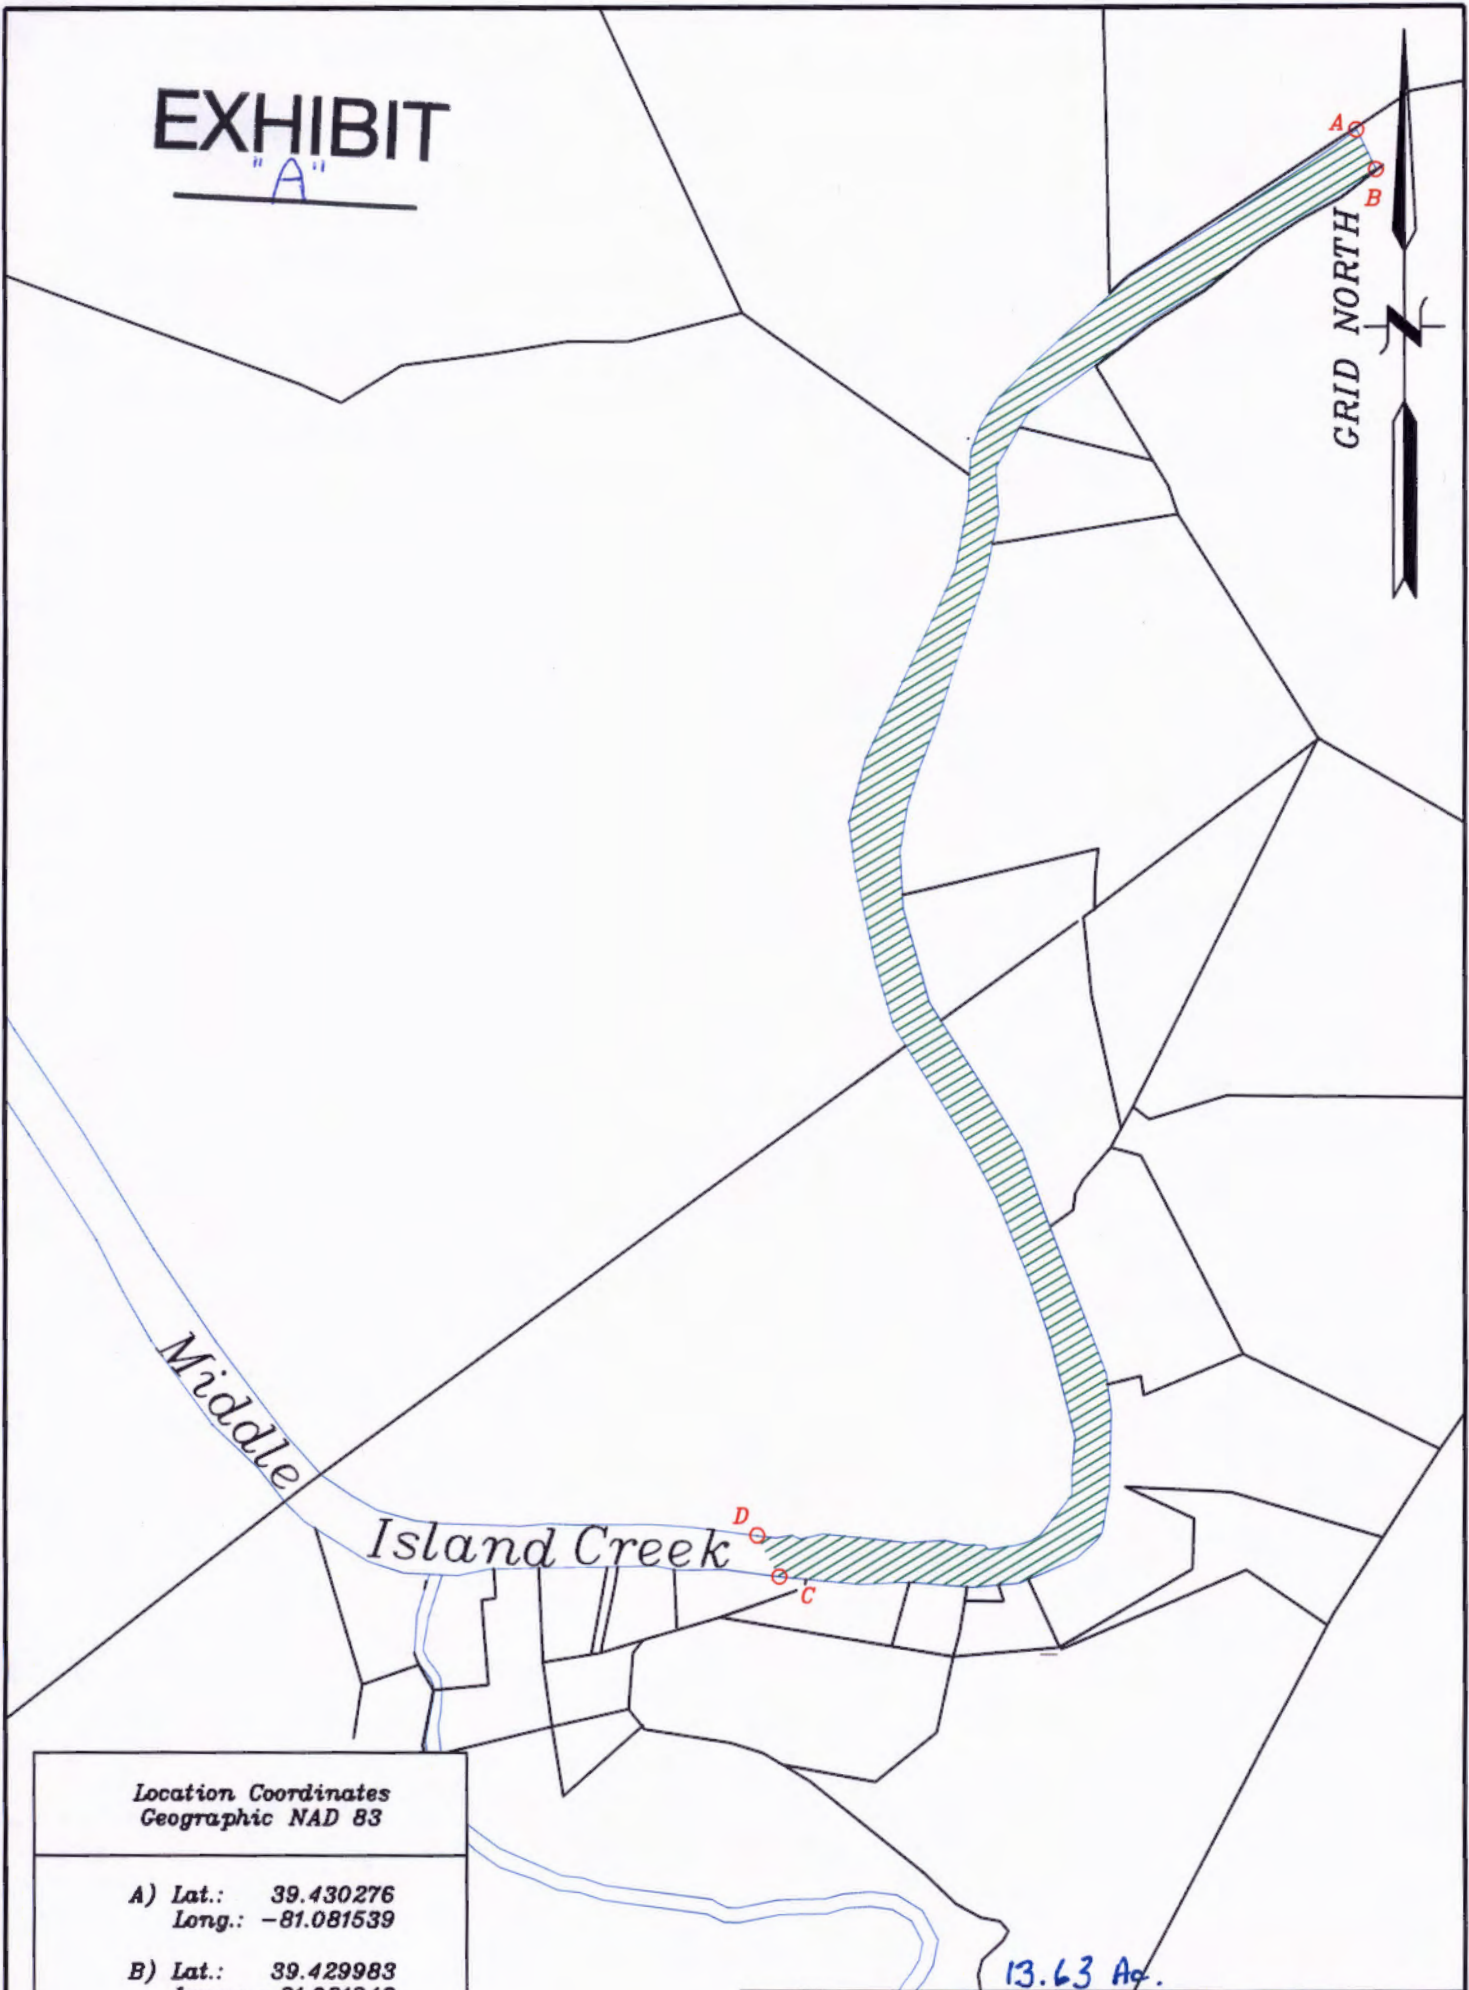 EXHIBIT
"A"
A
B
GRID NORTH
N
Middle
Island Creek
D
C
Location Coordinates
Geographic NAD 83
A) Lat.: 39.430276
Long.: -81.081539
B) Lat.: 39.429983
13.63 Ac.